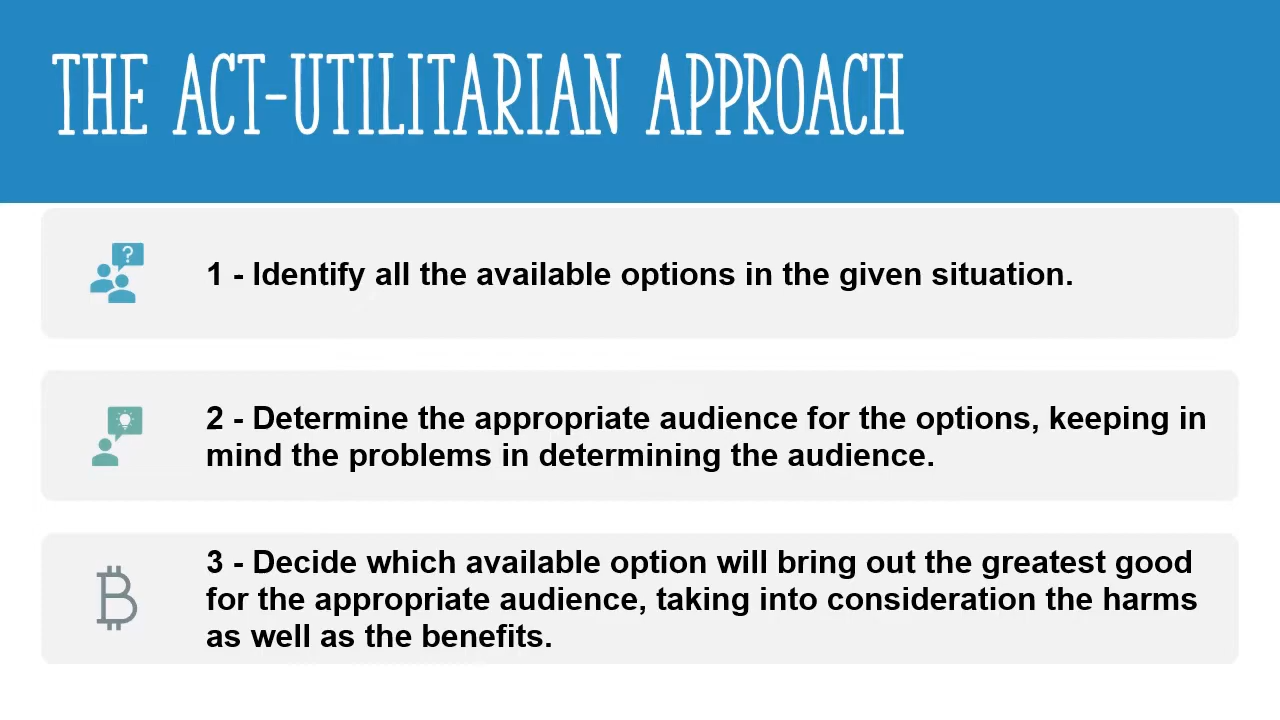 THE ACT-UTILITARIAN APPROACH
?
1 - Identify all the available options in the given situation.
2 - Determine the appropriate audience for the options, keeping in
mind the problems in determining the audience.
3 - Decide which available option will bring out the greatest good
for the appropriate audience, taking into consideration the harms
as well as the benefits.